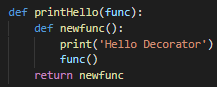 def printHello(func):
    def newfunc():
        print('Hello Decorator')
        func()
    return newfunc